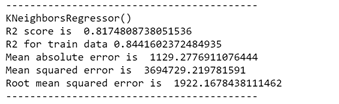 ----------------------------------------
KNeighborsRegressor()
R2 score is  0.8174808738051536
R2 for train data 0.8441602372484935
Mean absolute error is  1129.2776911076444
Mean squared error is  3694729.219781591
Root mean squared error is  1922.1678438111462
----------------------------------------